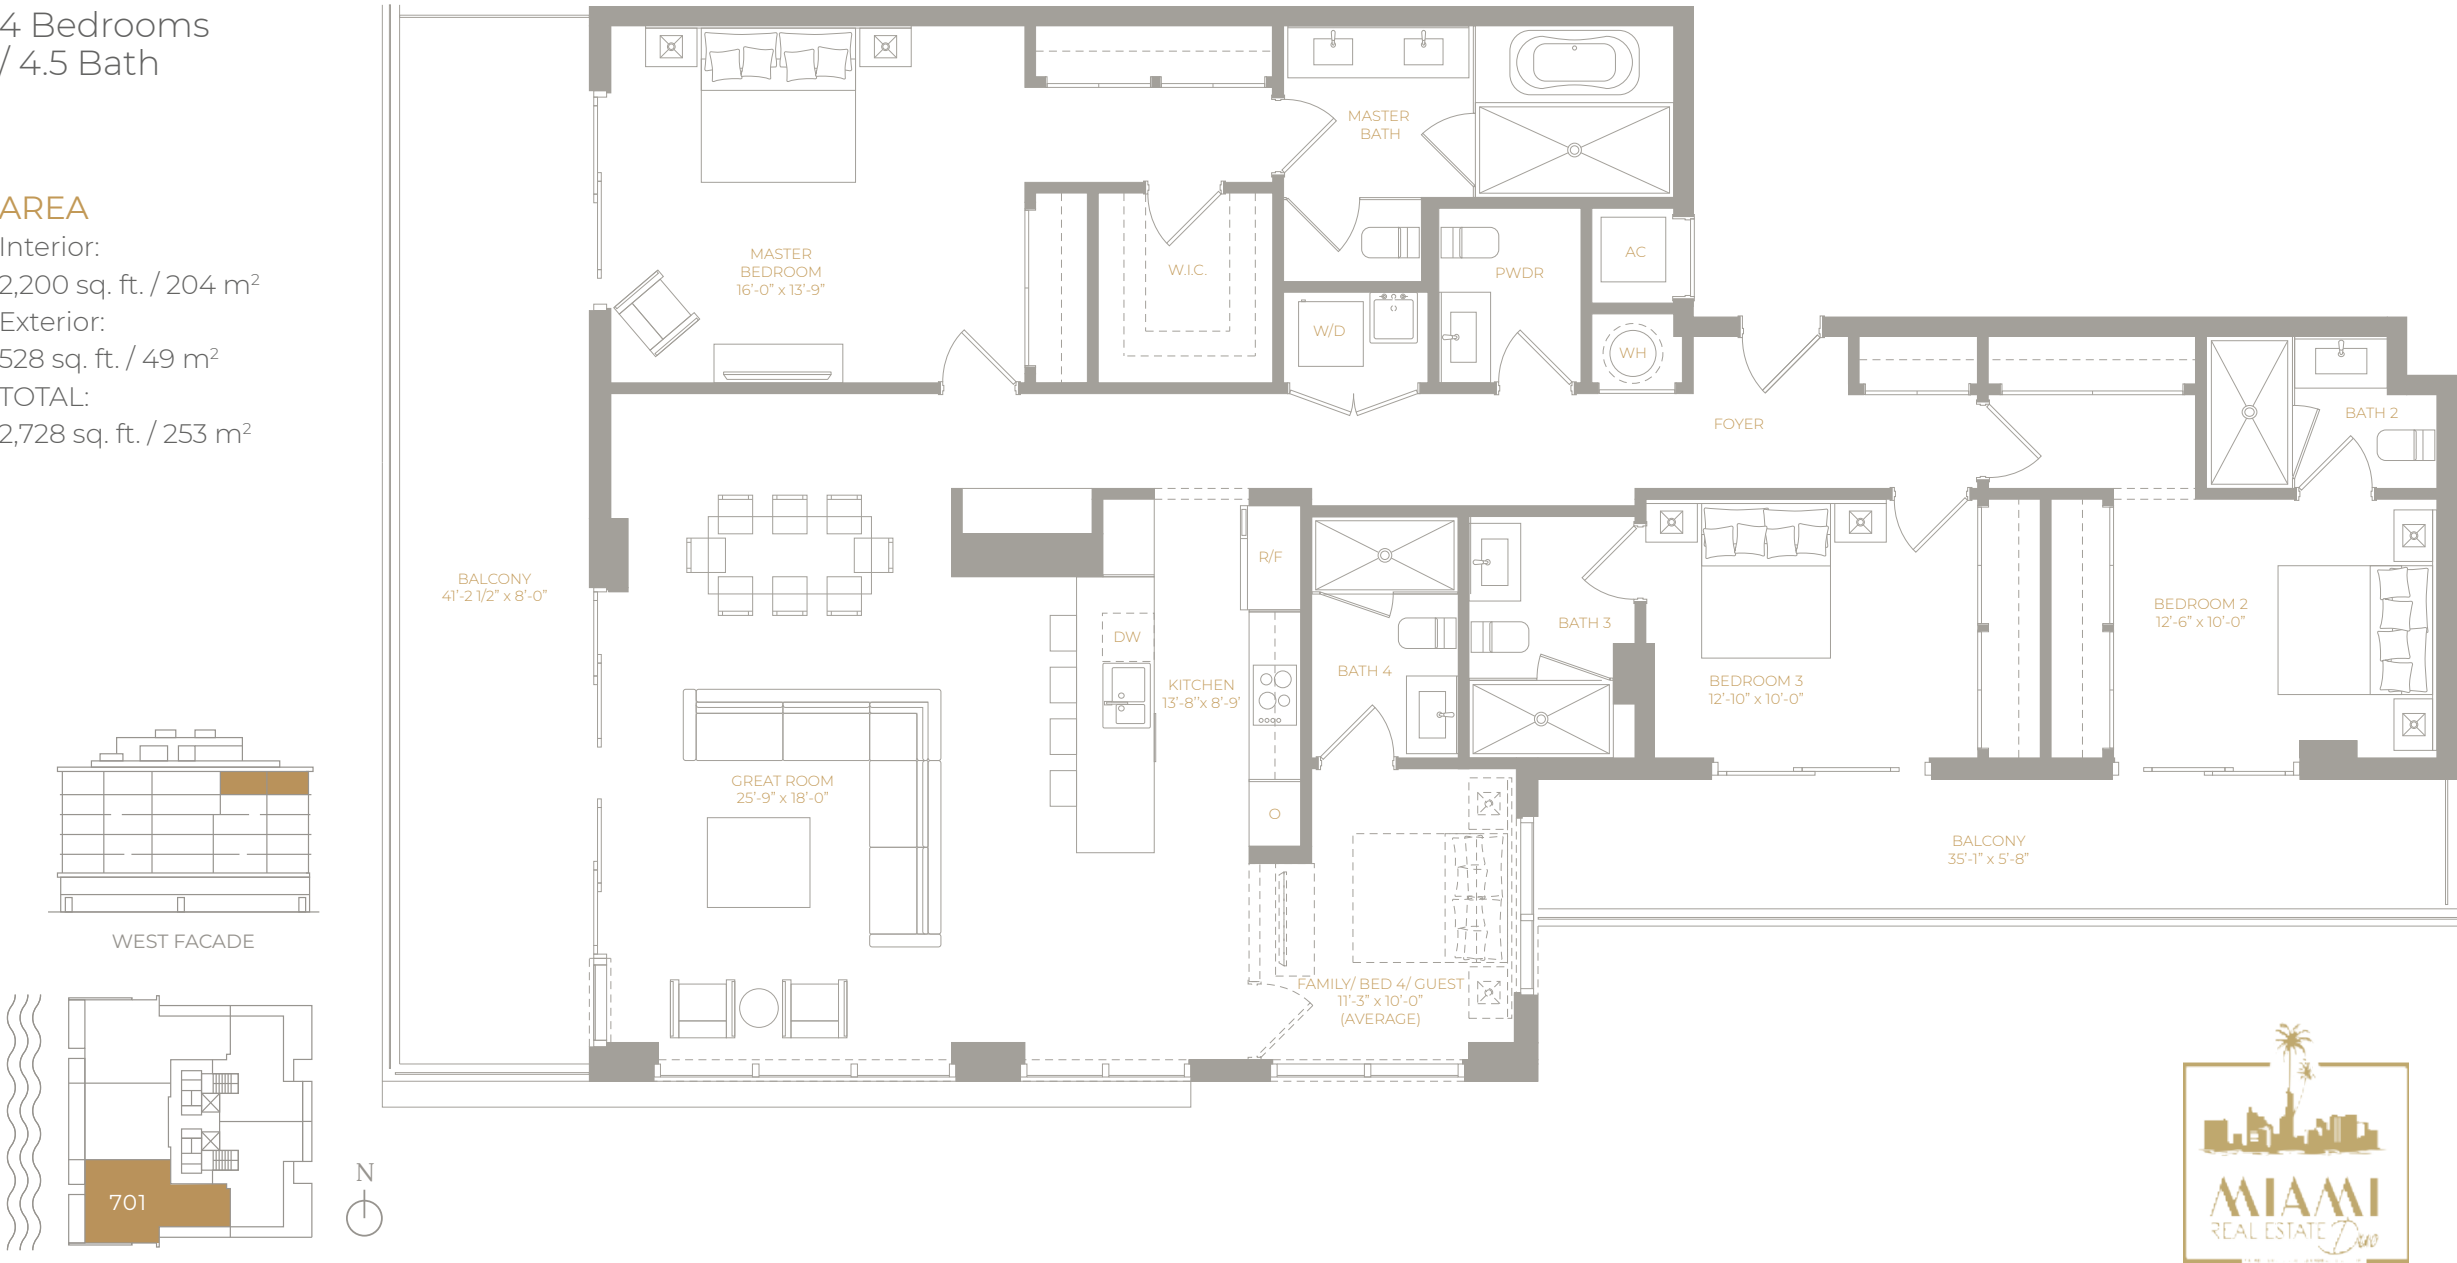 4 Bedrooms
/ 4.5 Bath
AREA
Interior:
2,200 sq. ft. / 204 m²
Exterior:
528 sq. ft. / 49 m²
TOTAL:
2,728 sq. ft. / 253 m²
WEST FACADE
701
N
BALCONY
41'-2 1/2" x 8'-0"
MASTER
BEDROOM
16'-0" x 13'-9"
W.I.C.
MASTER
BATH
PWDR
AC
W/D
WH
FOYER
BATH 2
BEDROOM 2
12'-6" x 10'-0"
BEDROOM 3
12'-10" x 10'-0"
BATH 3
BATH 4
R/F
DW
KITCHEN
13'-8''x 8'-9'
O
GREAT ROOM
25'-9" x 18'-0"
FAMILY/ BED 4/ GUEST
11'-3" x 10'-0"
(AVERAGE)
BALCONY
35'-1" x 5'-8"
MIAMI
REAL ESTATE Duo